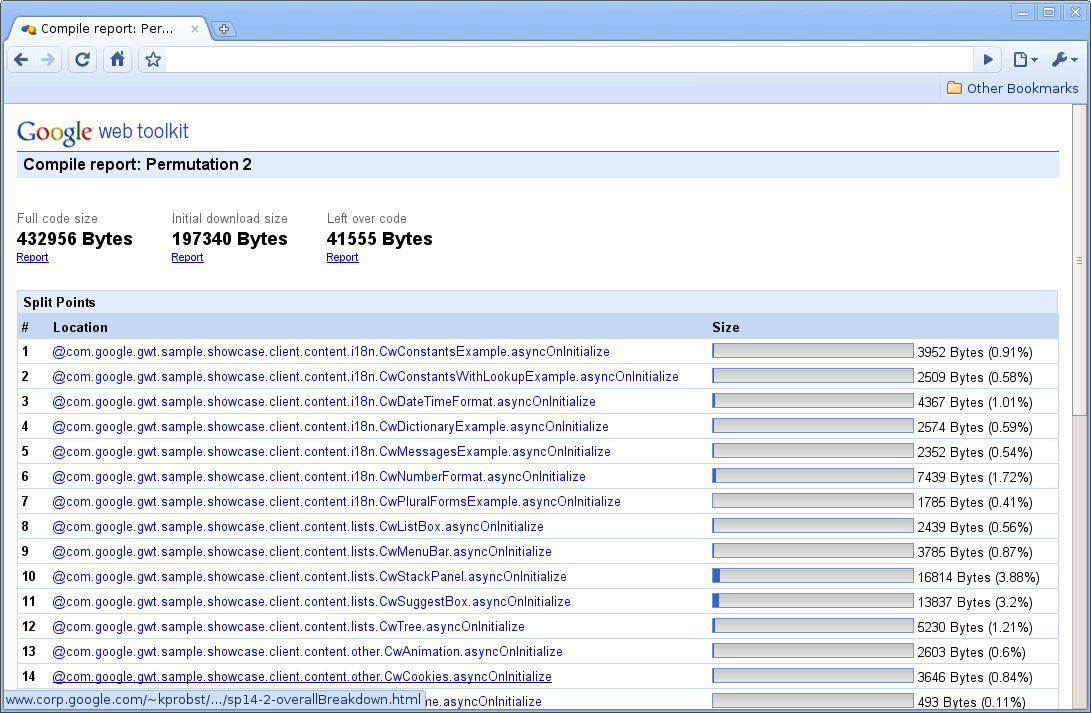 Compile report: Per...
Other Bookmarks
Google web toolkit
Compile report: Permutation 2
Full code size Initial download size Left over code
432956 Bytes 197340 Bytes 41555 Bytes
Report Report Report
Split Points
# Location Size
1 @com.google.gwt.sample.showcase.client.content.i18n.CwConstantsExample.asyncOnInitialize 3952 Bytes (0.91%)
2 @com.google.gwt.sample.showcase.client.content.i18n.CwConstantsWithLookupExample.asyncOnInitialize 2509 Bytes (0.58%)
3 @com.google.gwt.sample.showcase.client.content.i18n.CwDateTimeFormat.asyncOnInitialize 4367 Bytes (1.01%)
4 @com.google.gwt.sample.showcase.client.content.i18n.CwDictionaryExample.asyncOnInitialize 2574 Bytes (0.59%)
5 @com.google.gwt.sample.showcase.client.content.i18n.CwMessagesExample.asyncOnInitialize 2352 Bytes (0.54%)
6 @com.google.gwt.sample.showcase.client.content.i18n.CwNumberFormat.asyncOnInitialize 7439 Bytes (1.72%)
7 @com.google.gwt.sample.showcase.client.content.i18n.CwPluralFormsExample.asyncOnInitialize 1785 Bytes (0.41%)
8 @com.google.gwt.sample.showcase.client.content.lists.CwListBox.asyncOnInitialize 2439 Bytes (0.56%)
9 @com.google.gwt.sample.showcase.client.content.lists.CwMenuBar.asyncOnInitialize 3785 Bytes (0.87%)
10 @com.google.gwt.sample.showcase.client.content.lists.CwStackPanel.asyncOnInitialize 16814 Bytes (3.88%)
11 @com.google.gwt.sample.showcase.client.content.lists.CwSuggestBox.asyncOnInitialize 13837 Bytes (3.2%)
12 @com.google.gwt.sample.showcase.client.content.lists.CwTree.asyncOnInitialize 5230 Bytes (1.21%)
13 @com.google.gwt.sample.showcase.client.content.other.CwAnimation.asyncOnInitialize 2603 Bytes (0.6%)
14 @com.google.gwt.sample.showcase.client.content.other.CwCookies.asyncOnInitialize 3646 Bytes (0.84%)
www.corp.google.com/~kprobst/.../sp14-2-overallBreakdown.html me.asyncOnInitialize 493 Bytes (0.11%)